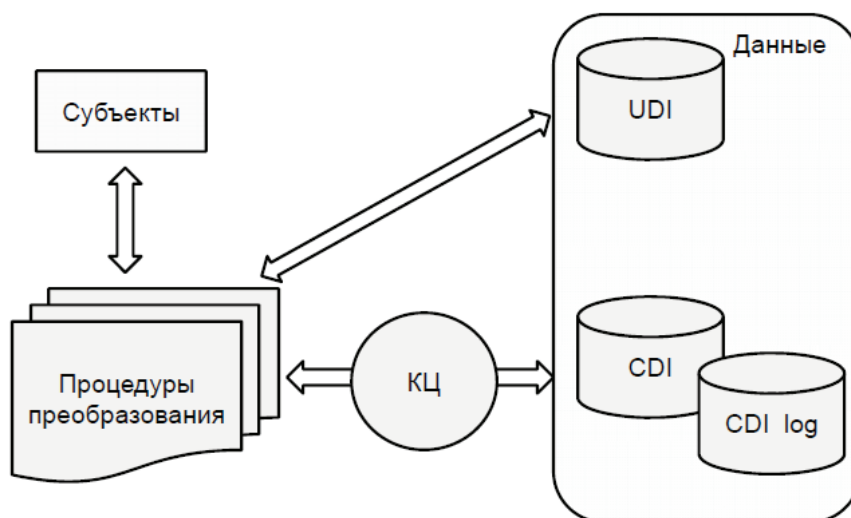 Данные
UDI
Субъекты
Процедуры
преобразования
КЦ
CDI
CDI log